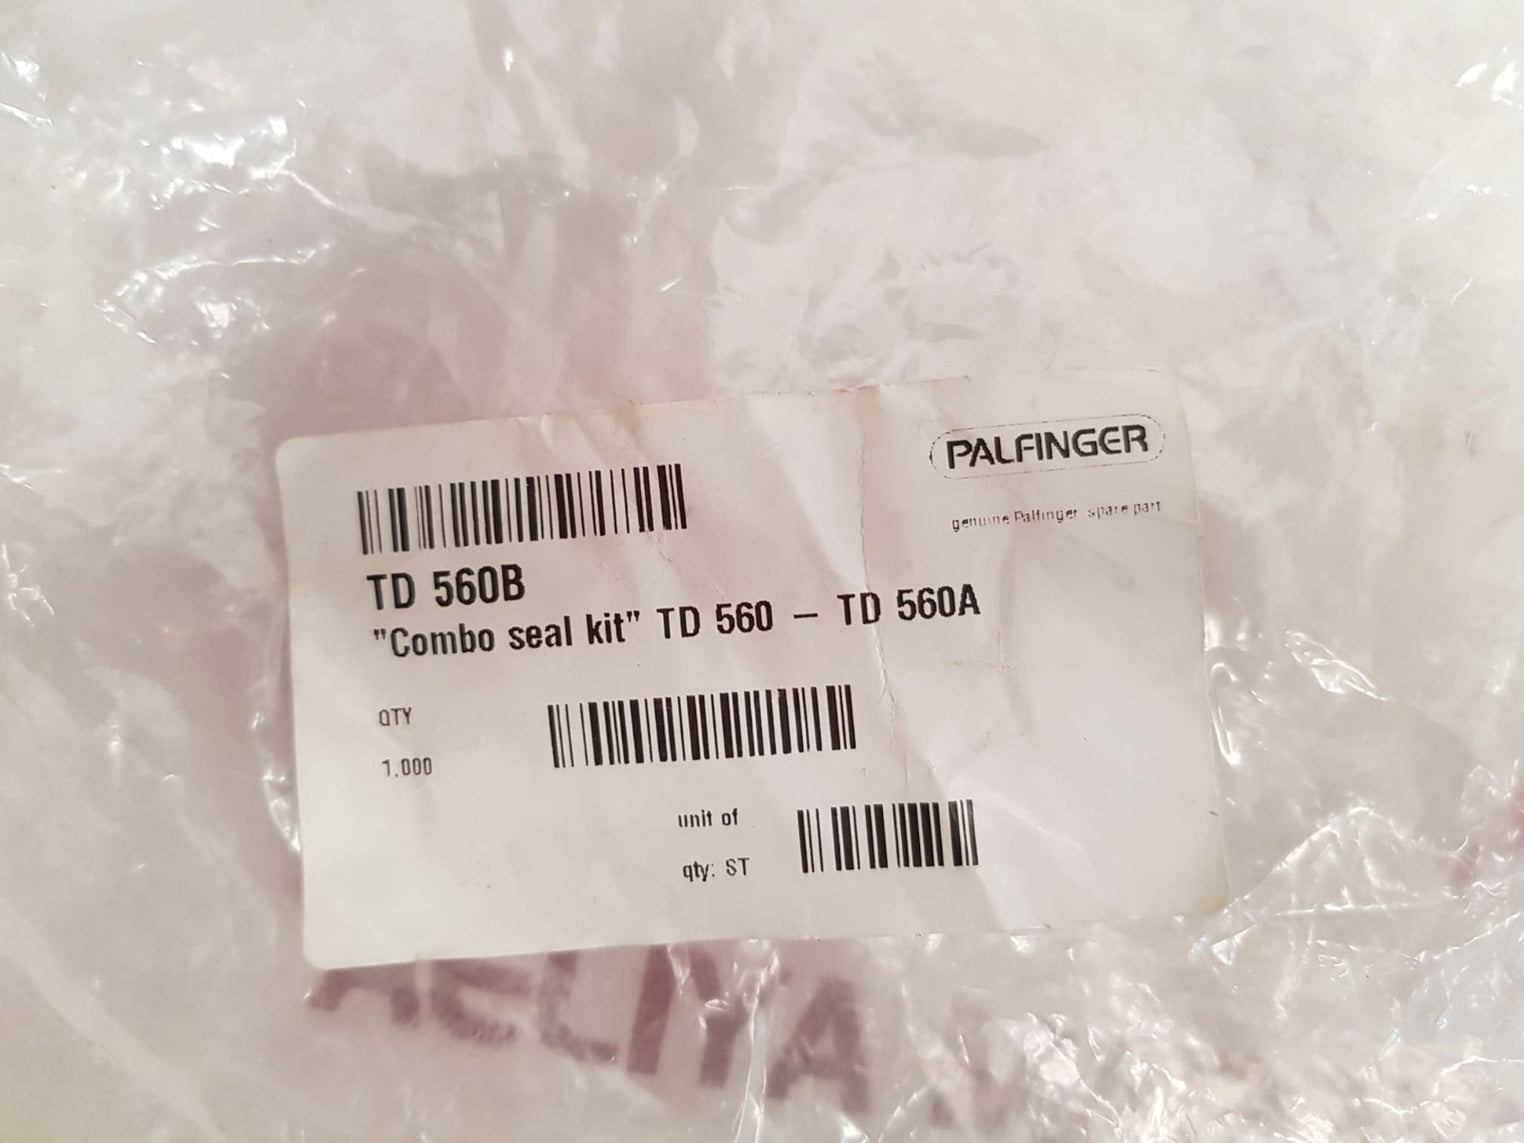 PALFINGER
genuine Palfinger spare part
TD 560B
"Combo seal kit" TD 560 – TD 560A
QTY
1.000
unit of
qty: ST